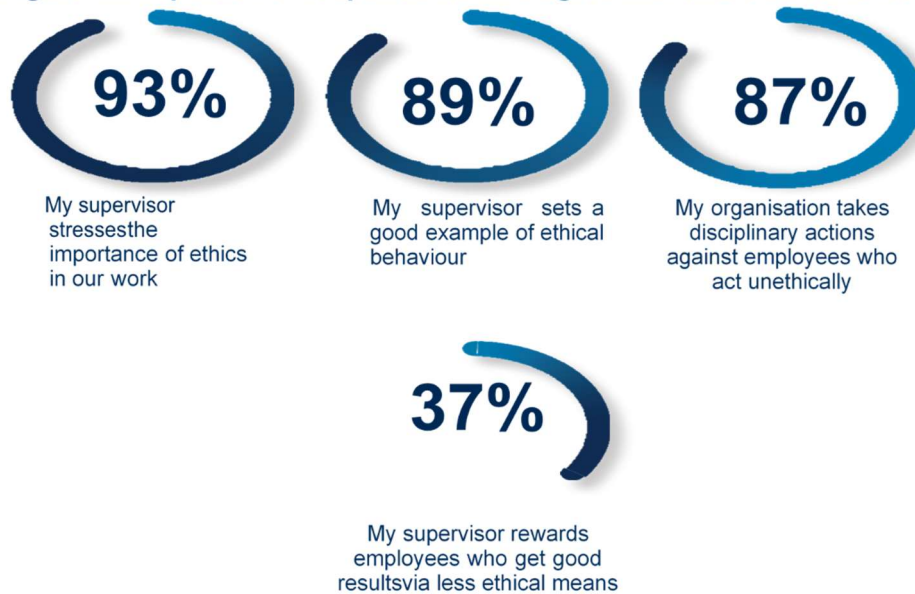 93%
89%
87%
My supervisor
stressesthe
importance of ethics
in our work
My supervisor sets a
good example of ethical
behaviour
My organisation takes
disciplinary actions
against employees who
act unethically
37%
My supervisor rewards
employees who get good
resultsvia less ethical means